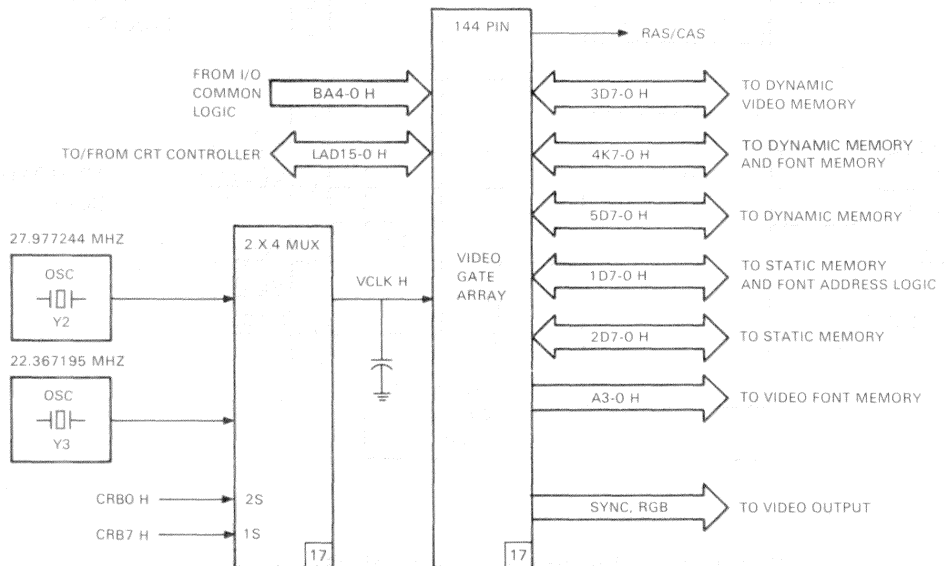 144 PIN
RAS/CAS
FROM I/O
COMMON
LOGIC
BA4-0 H
3D7-0 H
TO DYNAMIC
VIDEO MEMORY
TO/FROM CRT CONTROLLER
LAD15-0 H
4K7-0 H
TO DYNAMIC MEMORY
AND FONT MEMORY
5D7-0 H
TO DYNAMIC MEMORY
27.977244 MHZ
OSC
Y2
2 X 4 MUX
VCLK H
VIDEO
GATE
ARRAY
1D7-0 H
TO STATIC MEMORY
AND FONT ADDRESS LOGIC
2D7-0 H
TO STATIC MEMORY
22.367195 MHZ
OSC
Y3
A3-0 H
TO VIDEO FONT MEMORY
CRB0 H
2S
CRB7 H
1S
SYNC, RGB
TO VIDEO OUTPUT
17
17